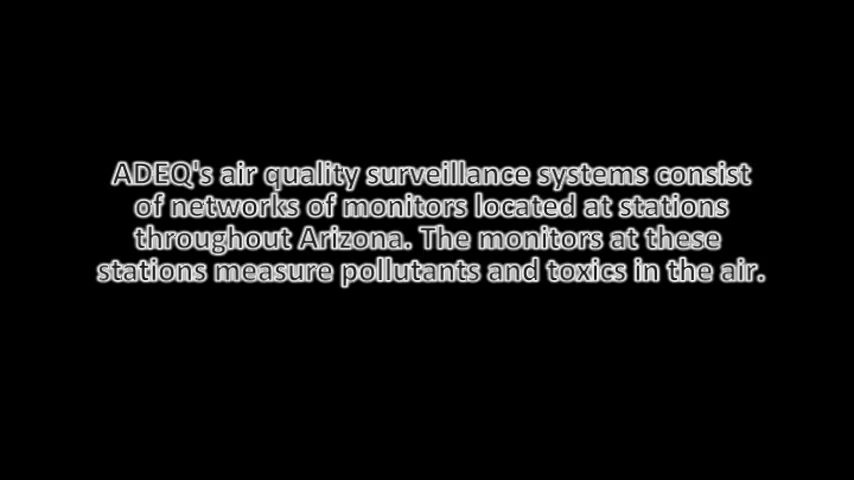 ADEQ's air quality surveillance systems consist
of networks of monitors located at stations
throughout Arizona. The monitors at these
stations measure pollutants and toxics in the air.